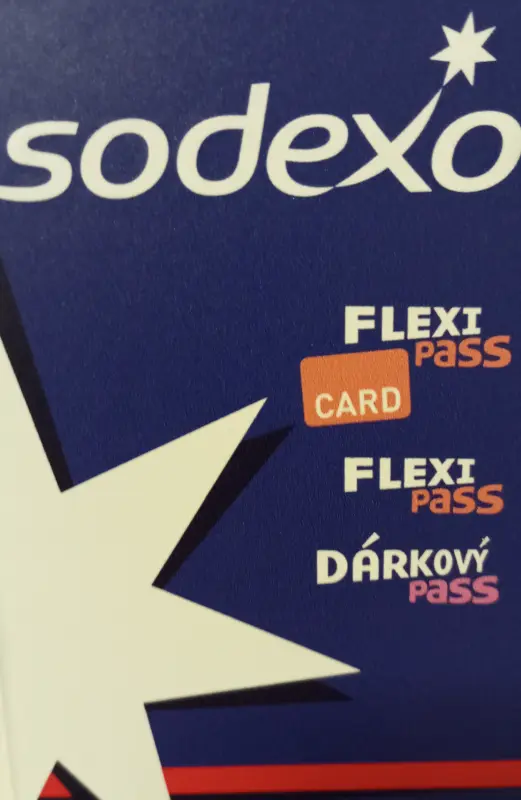 sodexo
FLEXI
pass
CARD
FLEXI
pass
DÁRKOVÝ
pass